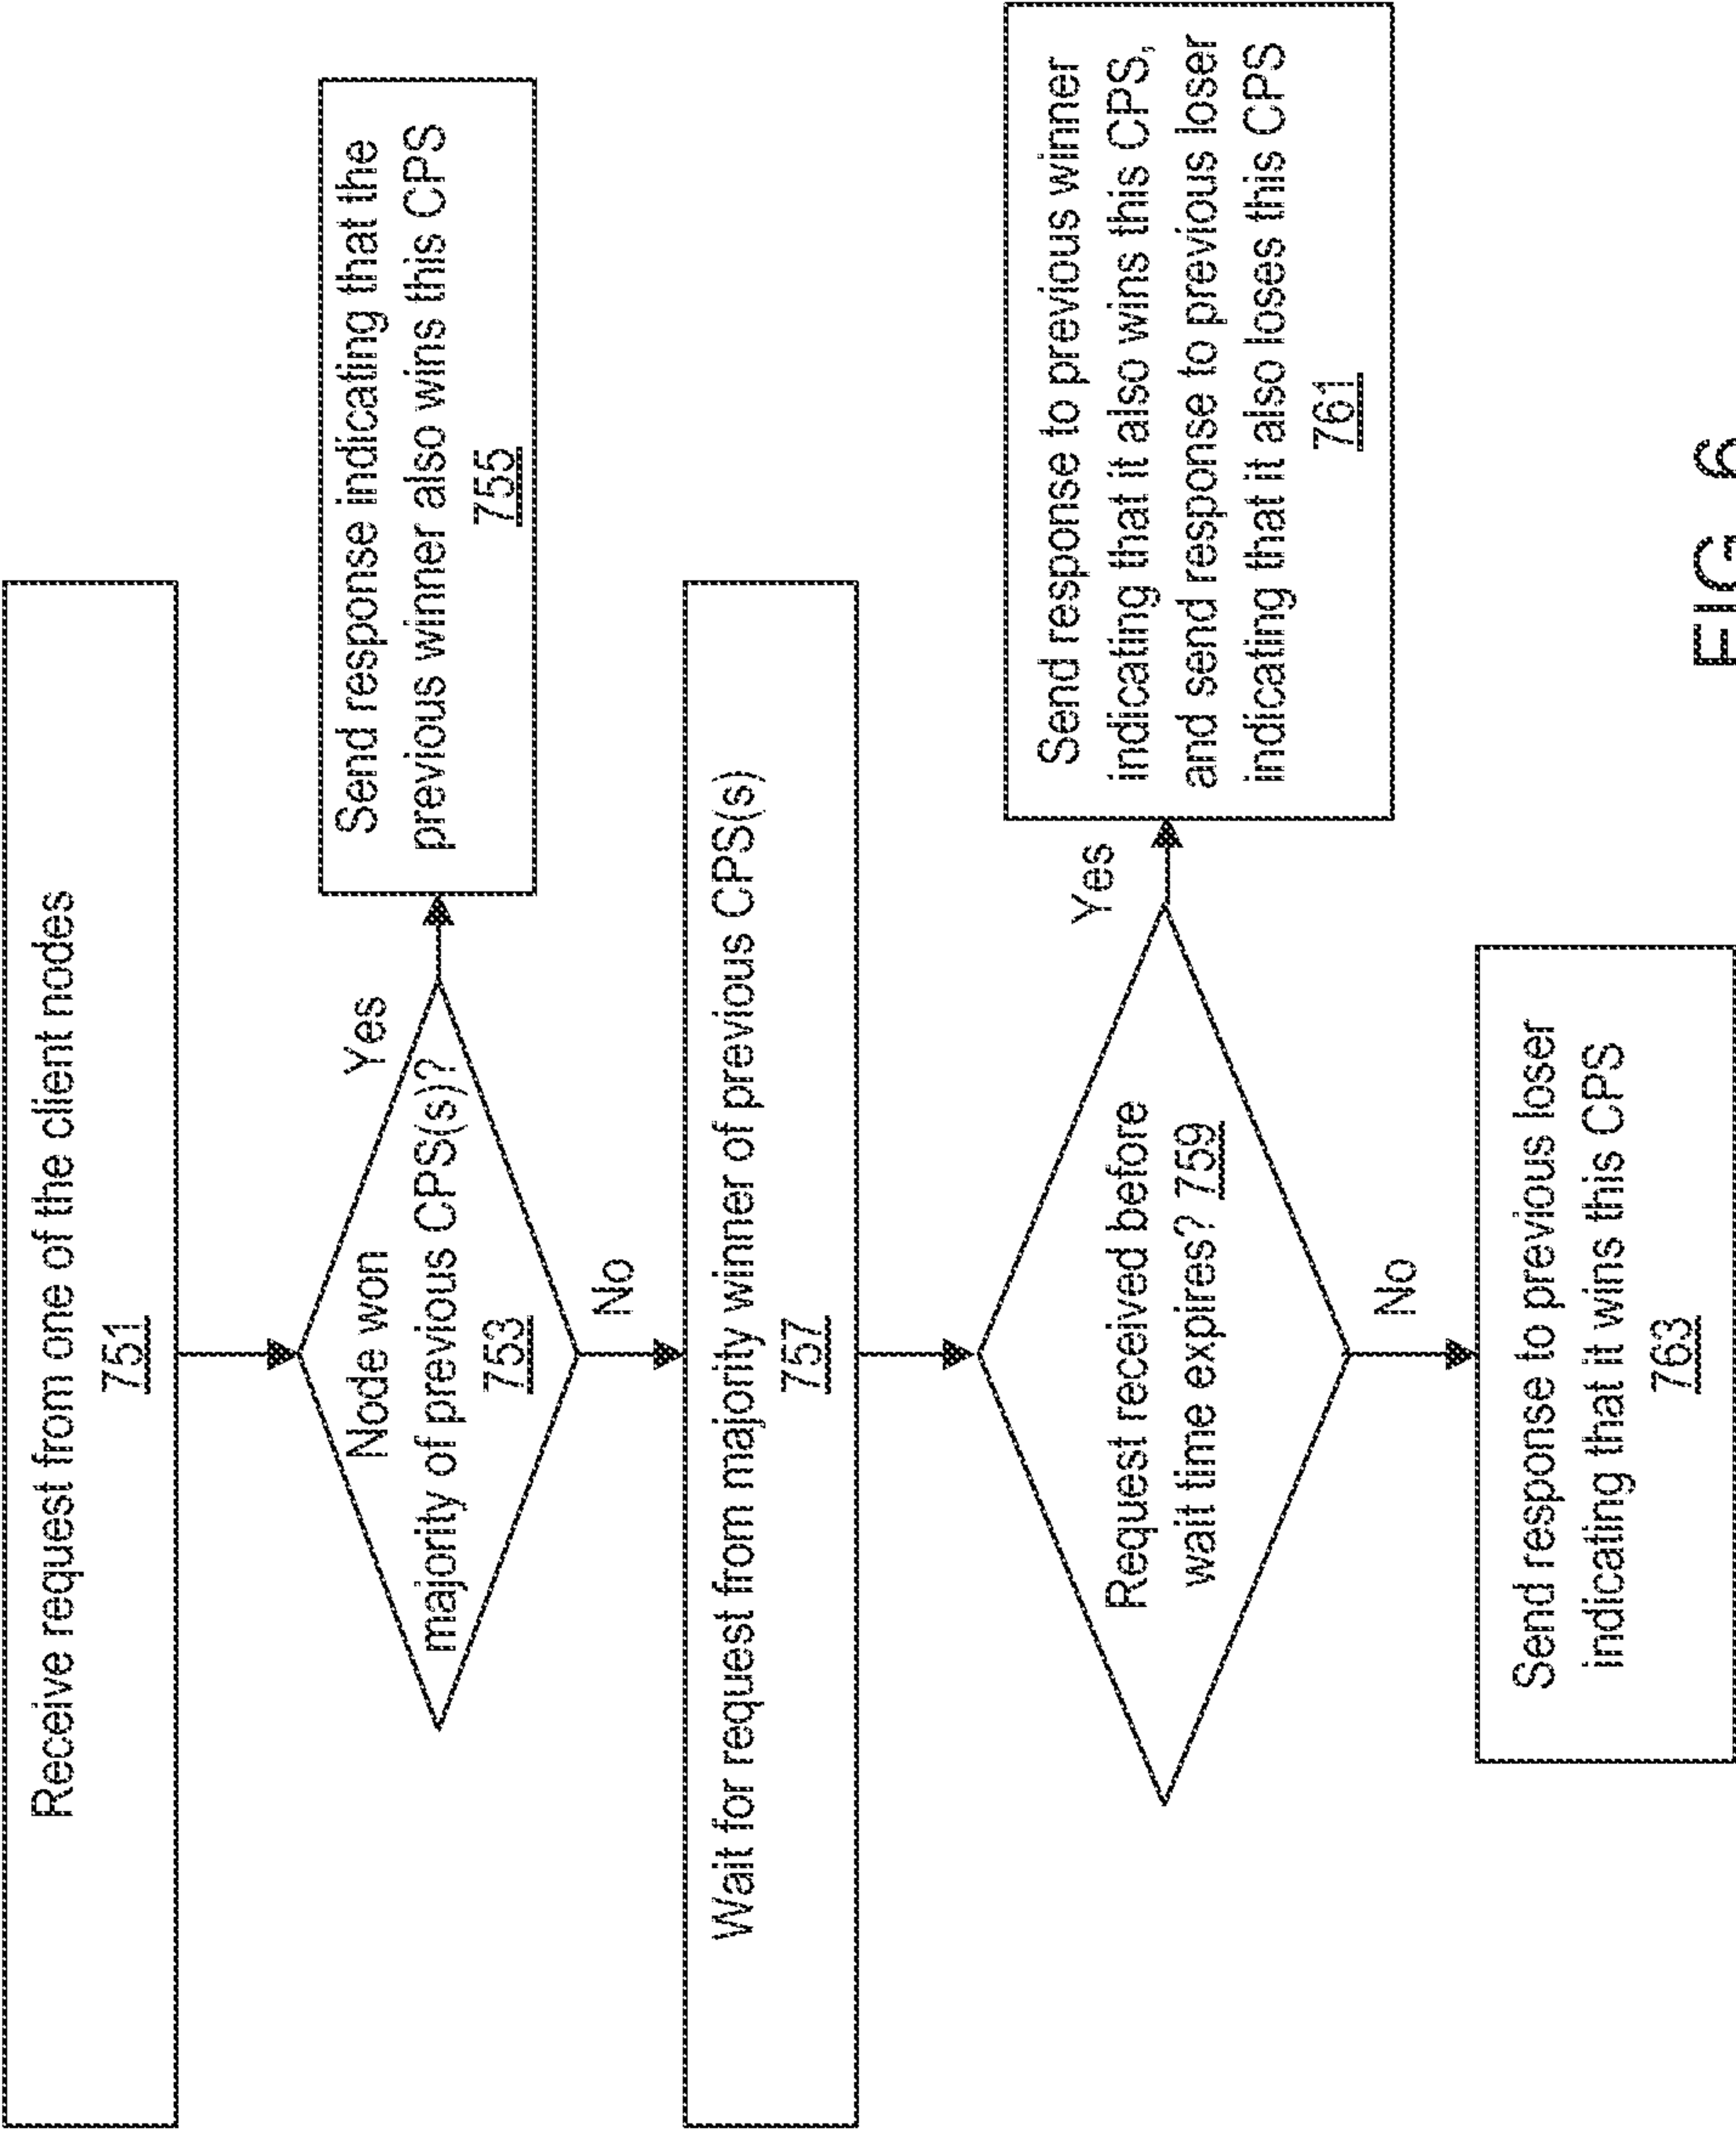 Receive request from one of the client nodes
751
Node won
majority of previous CPS(s)?
753
Yes
Send response indicating that the
previous winner also wins this CPS
755
No
Wait for request from majority winner of previous CPS(s)
757
Request received before
wait time expires? 759
Yes
Send response to previous winner
indicating that it also wins this CPS,
and send response to previous loser
indicating that it also loses this CPS
761
No
Send response to previous loser
indicating that it wins this CPS
763
FIG. 6